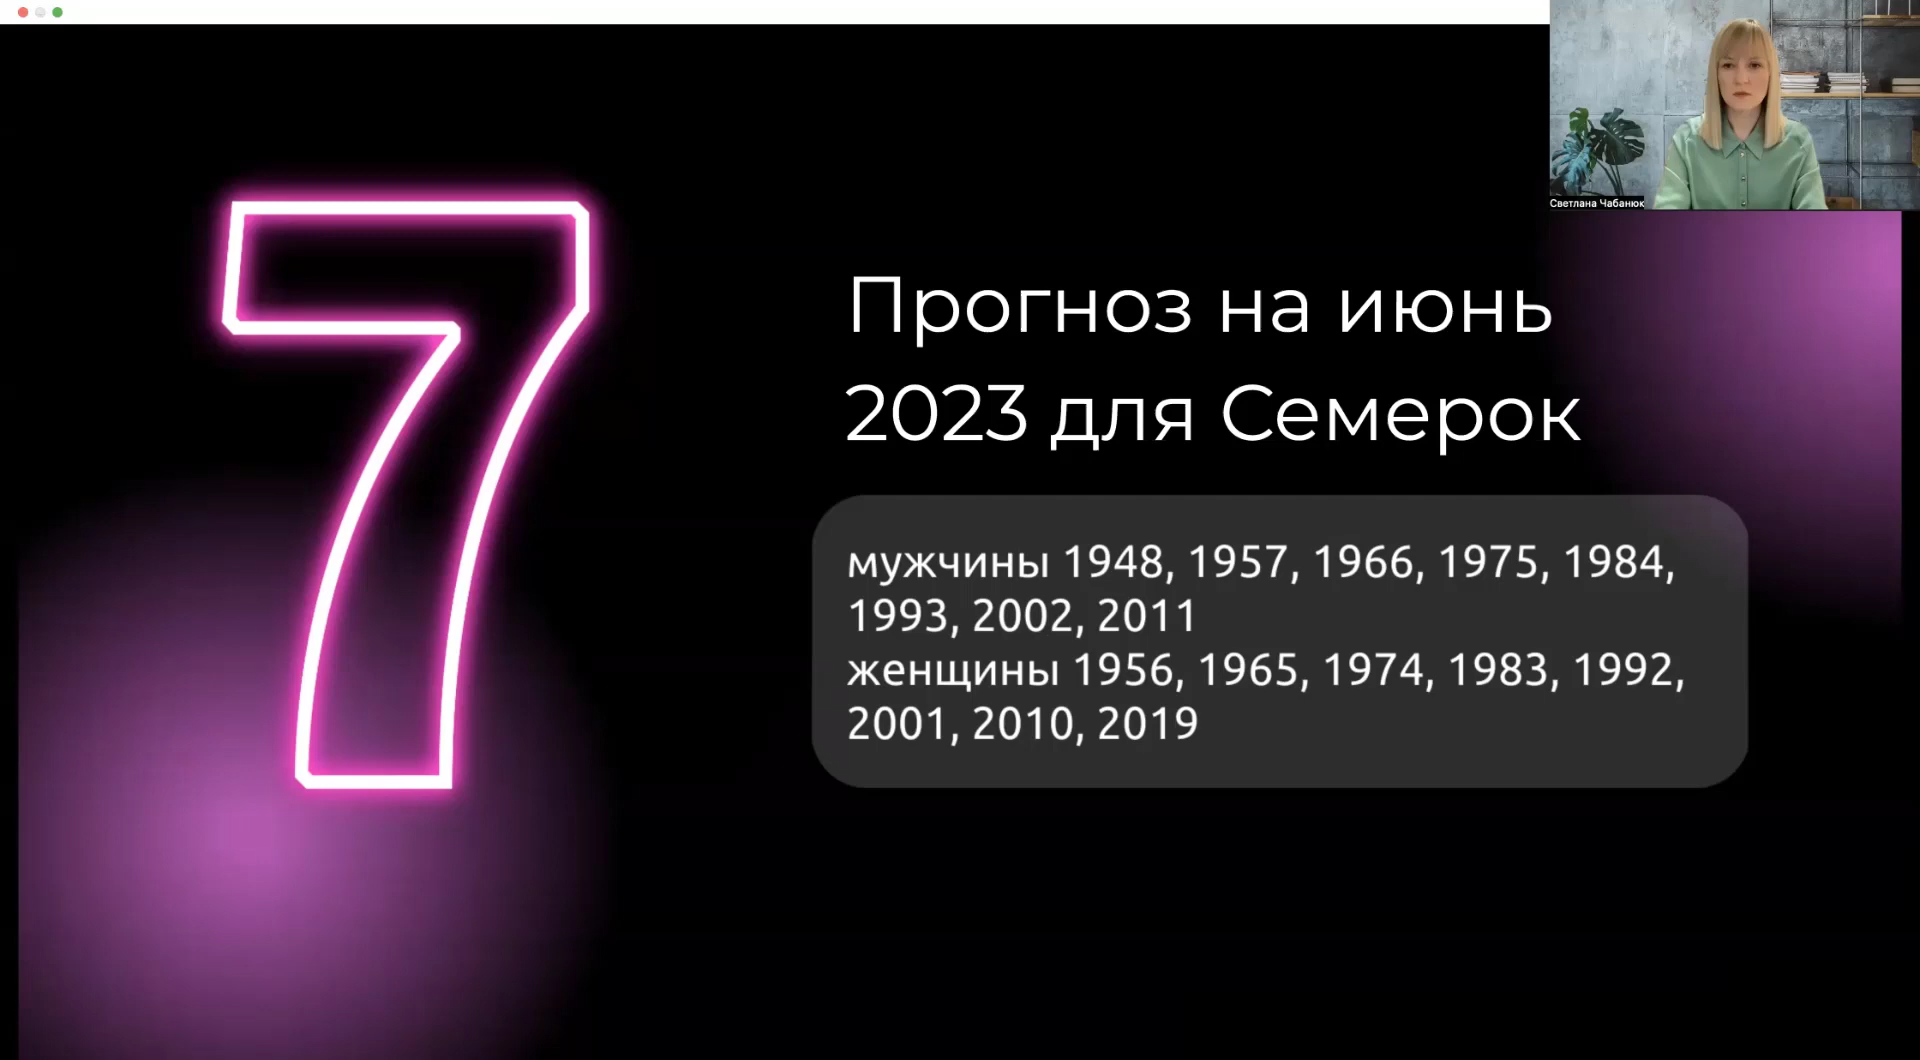 Светлана Чабанюк
7
Прогноз на июнь
2023 для Семерок
мужчины 1948, 1957, 1966, 1975, 1984,
1993, 2002, 2011
женщины 1956, 1965, 1974, 1983, 1992,
2001, 2010, 2019